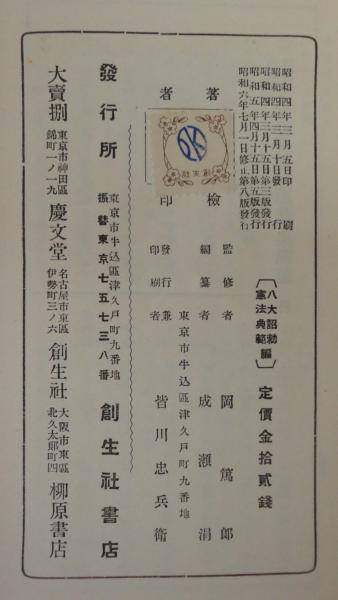 八大詔勅
憲法典範編
定價金拾貳錢
昭和四年三月五日印刷
昭和四年三月十日發行
昭和四年三月十五日第三版發行
昭和五年四月十五日第五版發行
昭和六年七月一日修正第八版發行
著者檢印
創生社
監修者 岡篤郎
編纂者 成瀬涓
東京市牛込區津久戸町九番地
發行兼印刷者 皆川忠兵衛
發行所
東京市牛込區津久戸町九番地
振替東京七五七三八番
創生社書店
大賣捌
東京市神田區錦町一ノ一九 慶文堂
名古屋市東區伊勢町三ノ六 創生社
大阪市東區北久太郎町四 柳原書店